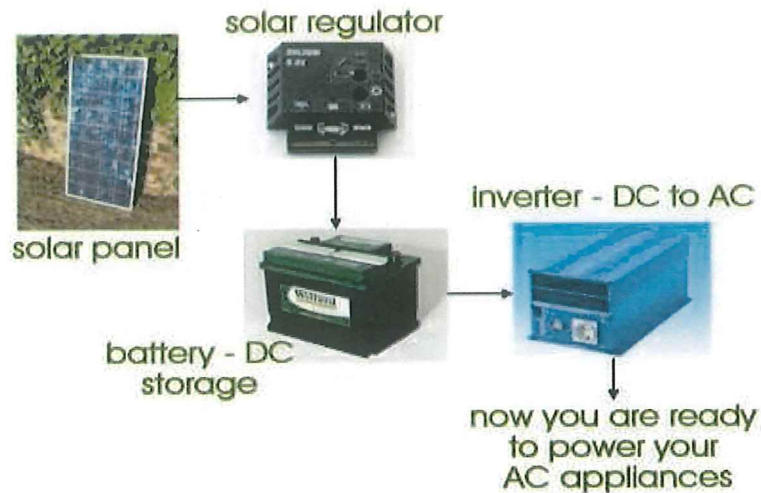 solar regulator
solar panel
inverter - DC to AC
battery - DC
storage
now you are ready
to power your
AC appliances